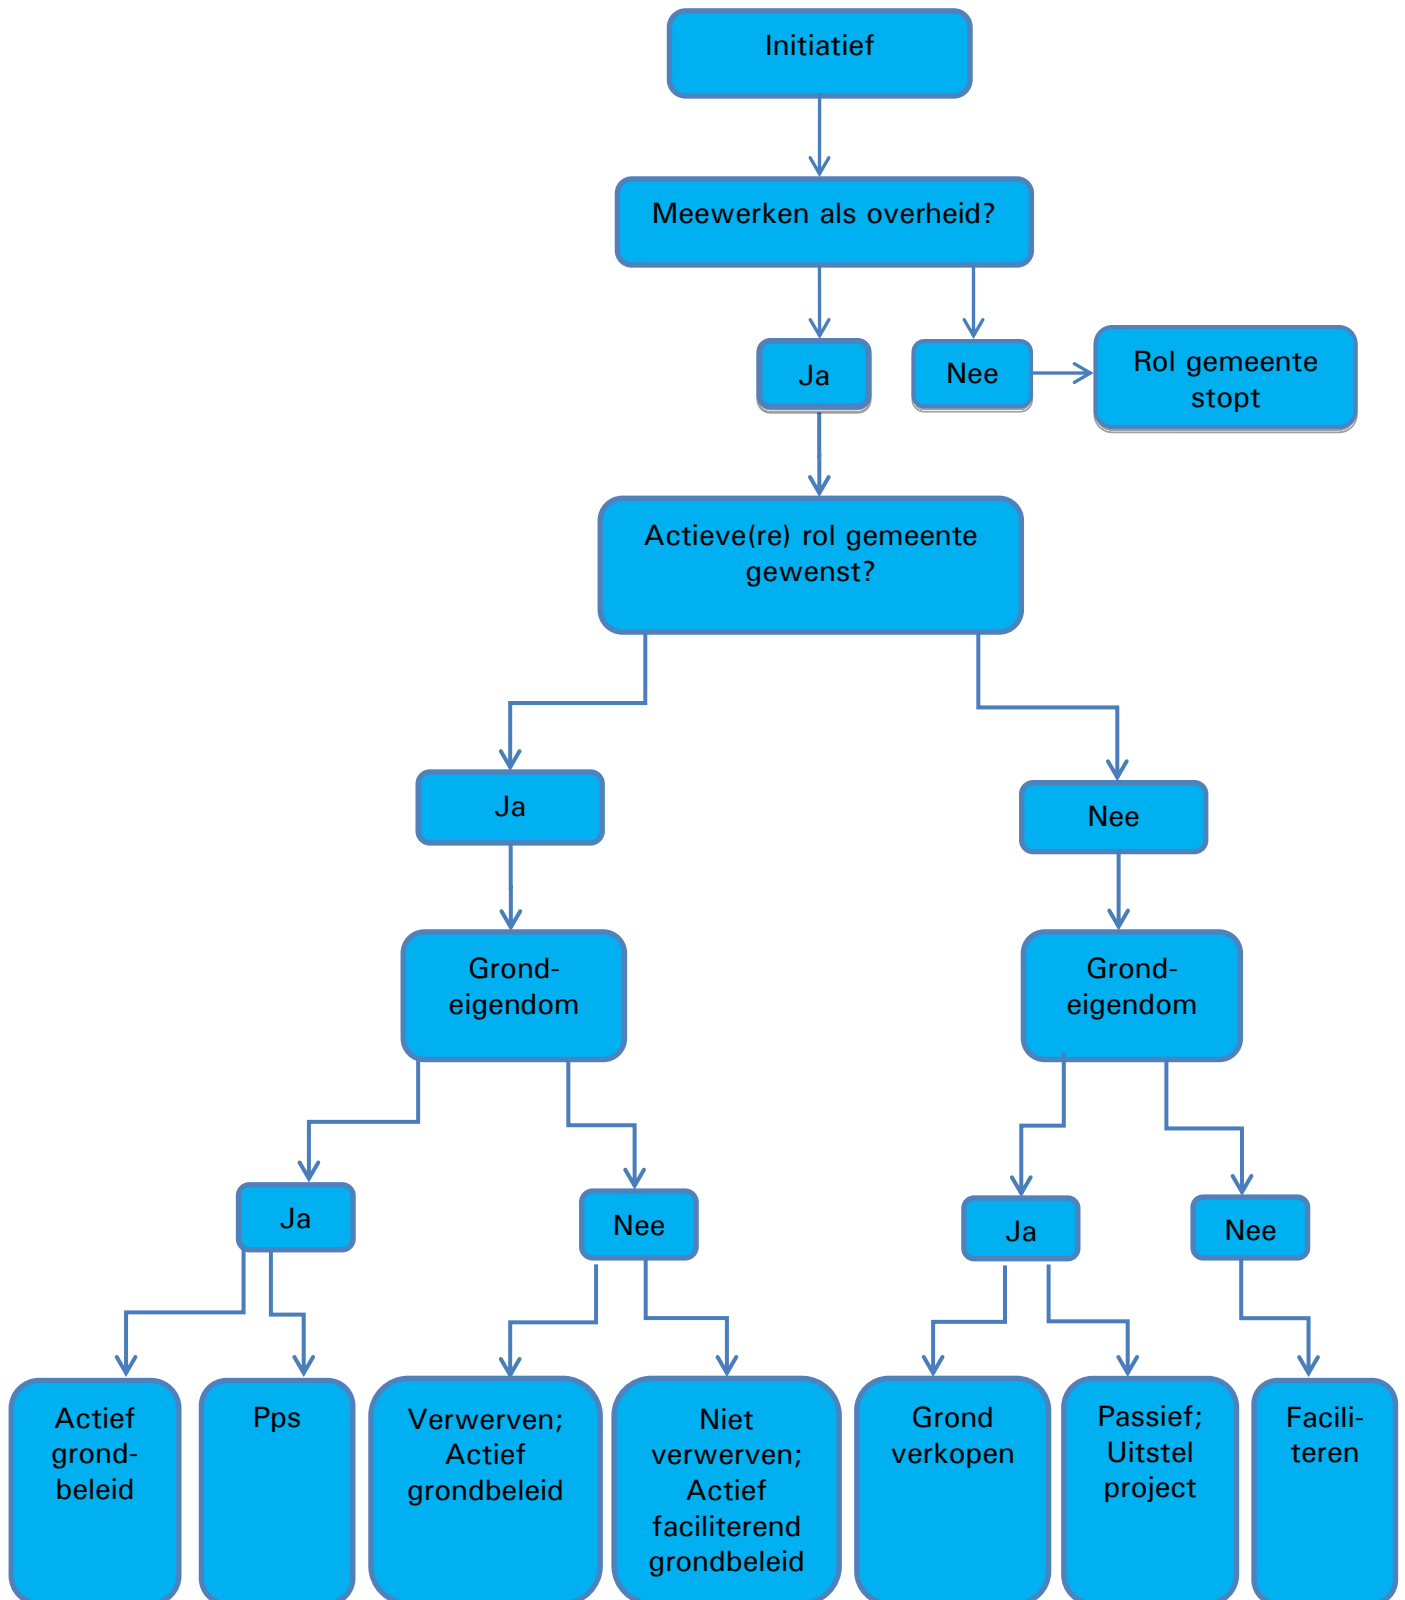 Initiatief
Meewerken als overheid?
Ja
Nee
Rol gemeente
stopt
Actieve(re) rol gemeente
gewenst?
Ja
Nee
Grond-
eigendom
Grond-
eigendom
Ja
Nee
Ja
Nee
Actief
grond-
beleid
Pps
Verwerven;
Actief
grondbeleid
Niet
verwerven;
Actief
faciliterend
grondbeleid
Grond
verkopen
Passief;
Uitstel
project
Facili-
teren